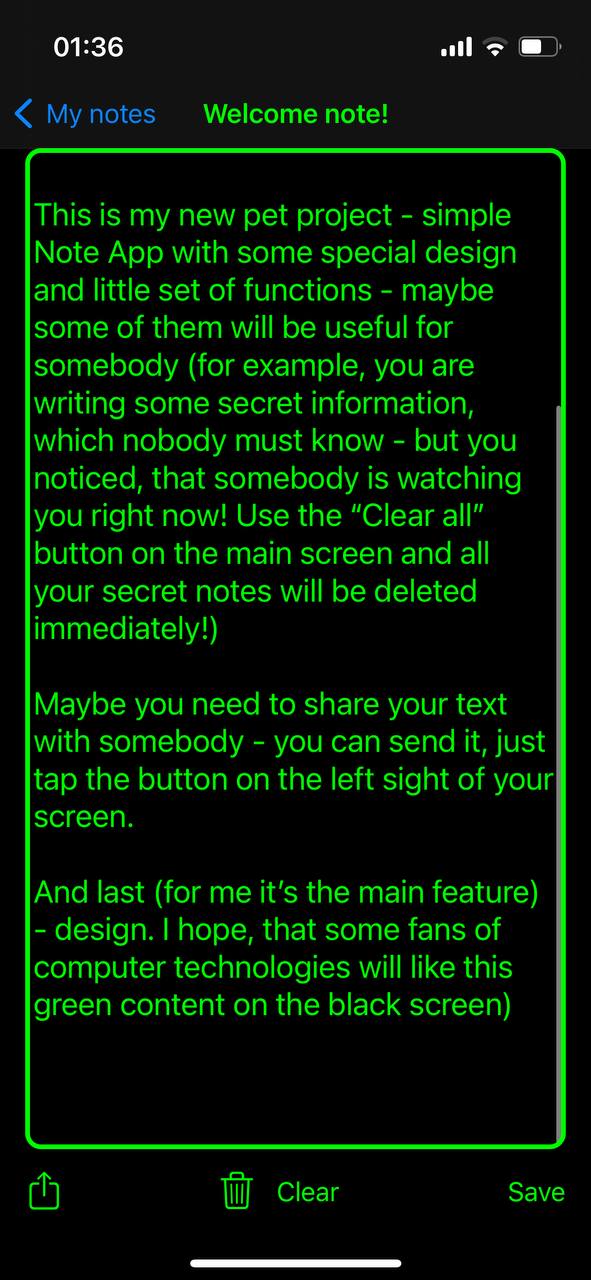 01:36
My notes
Welcome note!
This is my new pet project - simple
Note App with some special design
and little set of functions - maybe
some of them will be useful for
somebody (for example, you are
writing some secret information,
which nobody must know - but you
noticed, that somebody is watching
you right now! Use the “Clear all”
button on the main screen and all
your secret notes will be deleted
immediately!)
Maybe you need to share your text
with somebody - you can send it, just
tap the button on the left sight of your
screen.
And last (for me it’s the main feature)
- design. I hope, that some fans of
computer technologies will like this
green content on the black screen)
Clear
Save